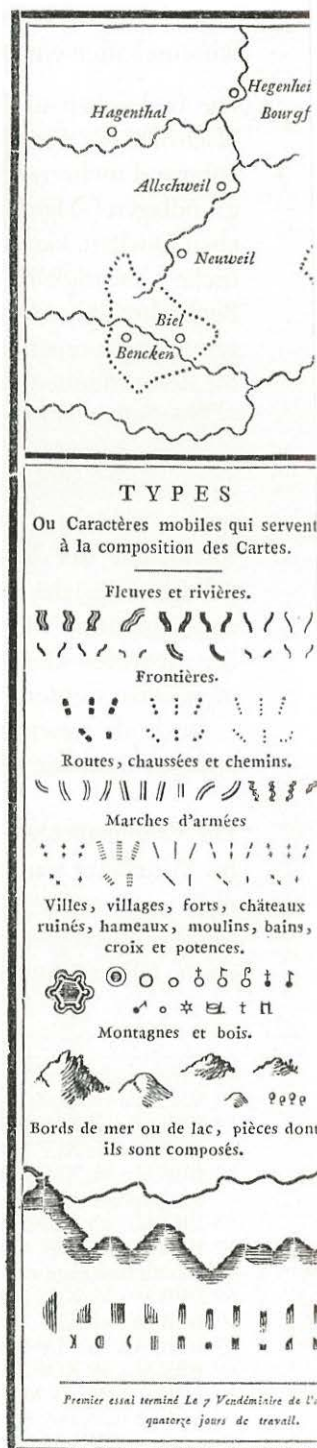 Hegenhei
Hagenthal
Bourgf
Allschweil
Neuweil
Biel
Bencken
TYPES
Ou Caractères mobiles qui servent
à la composition des Cartes.
Fleuves et rivières.
Frontières.
Routes, chaussées et chemins.
Marches d'armées
Villes, villages, forts, châteaux
ruinés, hameaux, moulins, bains,
croix et potences.
Montagnes et bois.
Bords de mer ou de lac, pièces dont
ils sont composés.
Premier essai terminé Le 7 Vendémiaire de l'a
quatorze jours de travail.